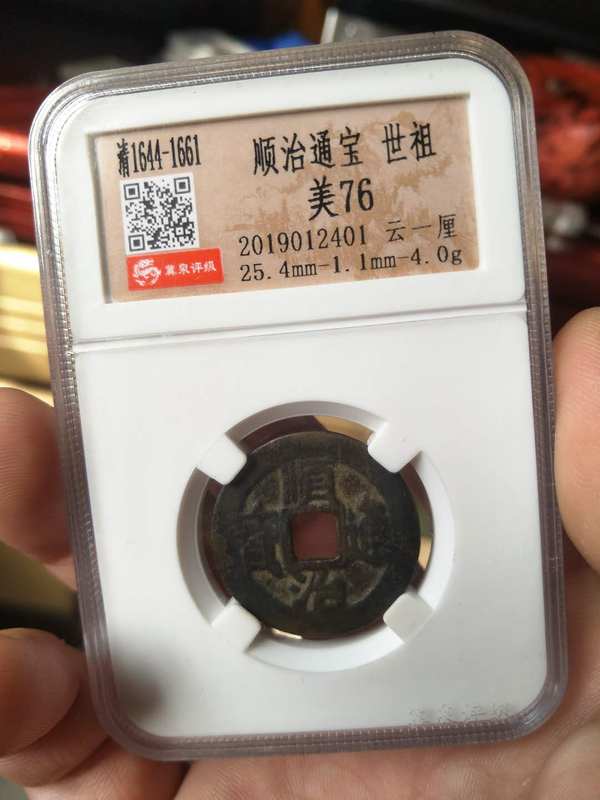 清1644-1661
顺治通宝 世祖
美76
2019012401 云一厘
25.4mm-1.1mm-4.0g
冀泉评级
順治